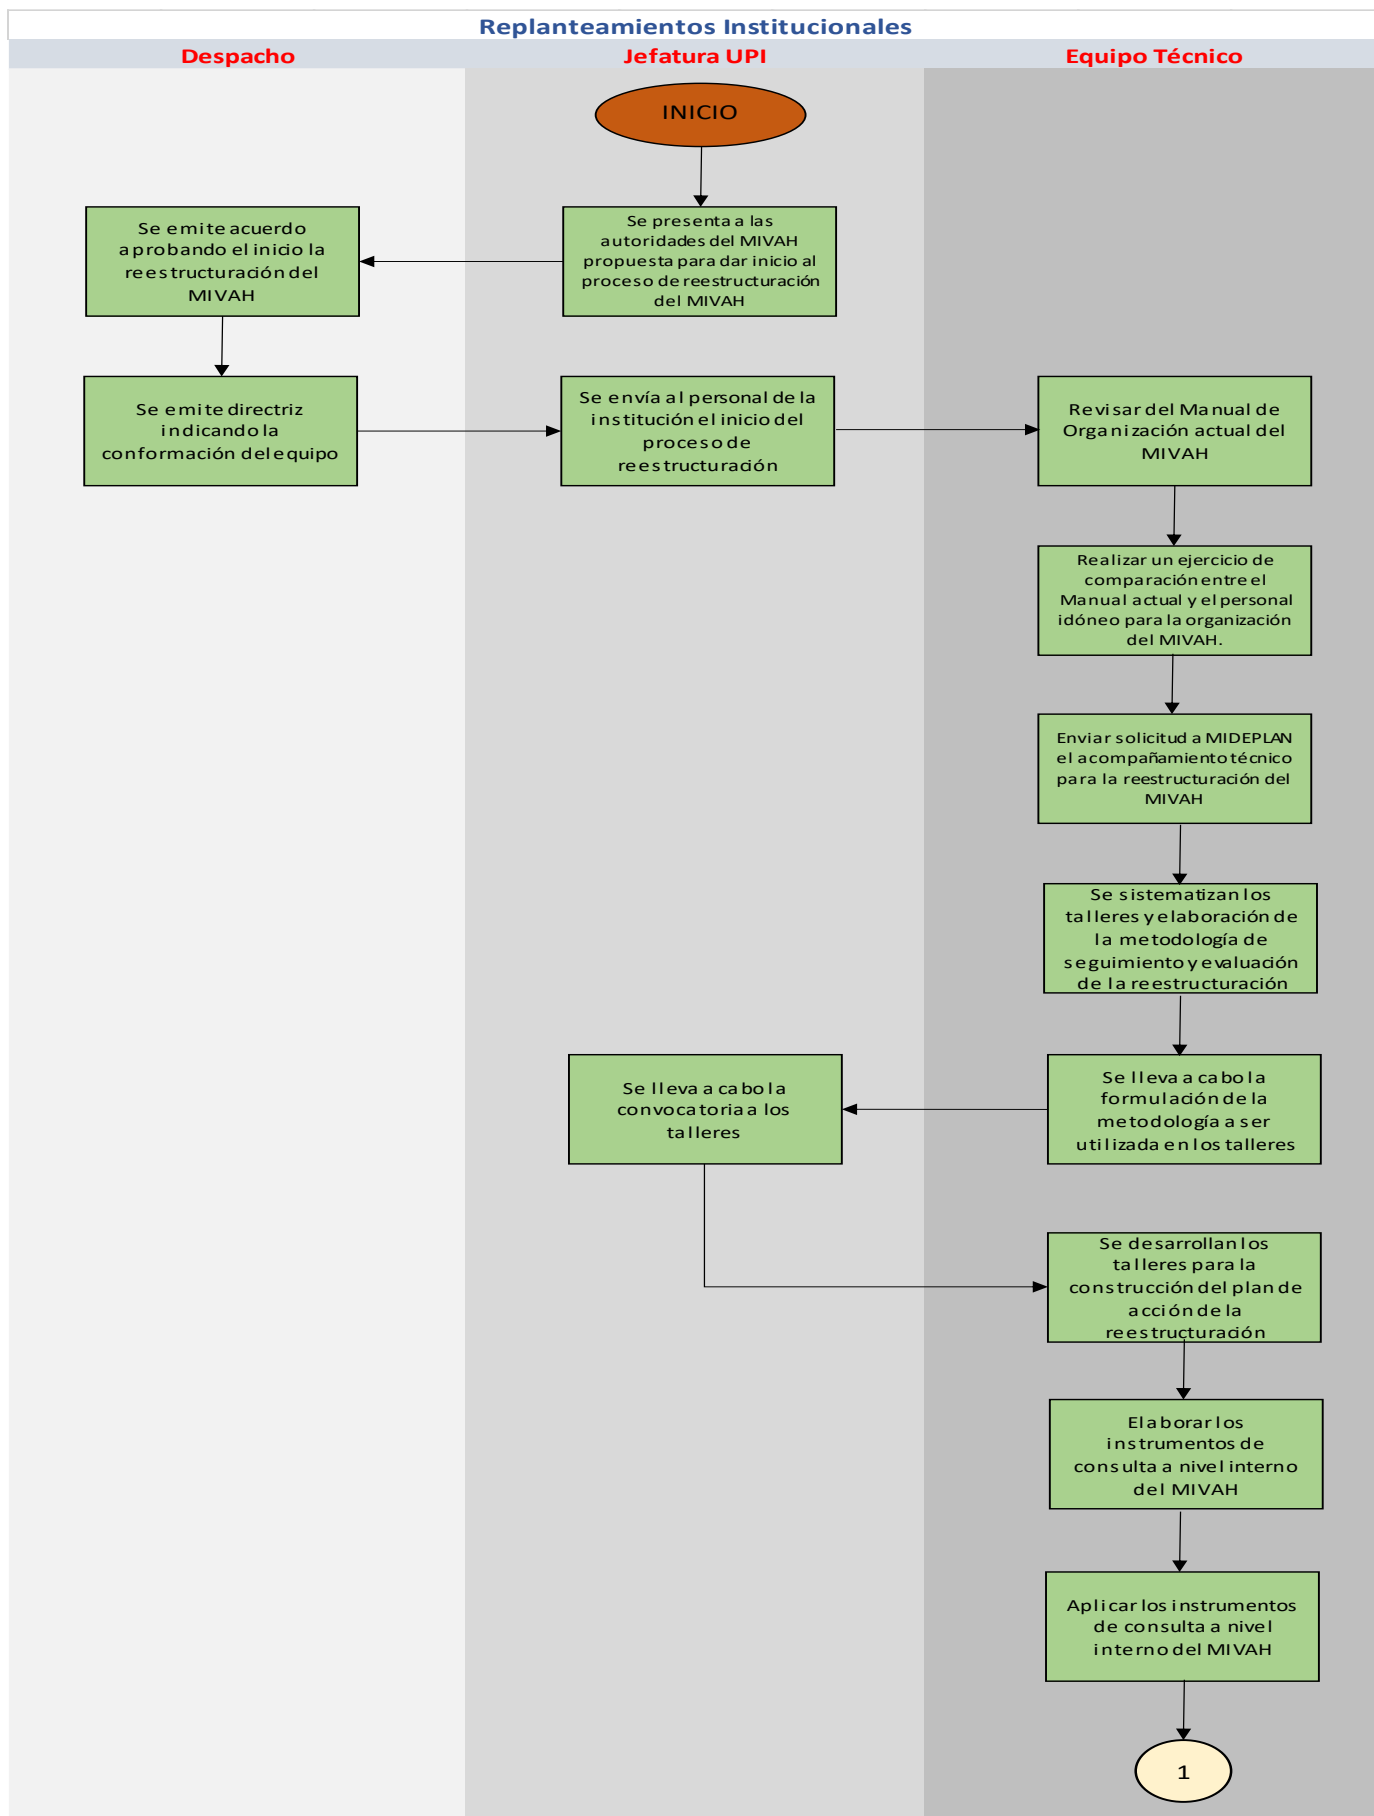 Replanteamientos Institucionales
Despacho
Jefatura UPI
Equipo Técnico
INICIO
Se presenta a las
autoridades del MIVAH
propuesta para dar inicio al
proceso de reestructuración
del MIVAH
Se emite acuerdo
aprobando el inicio la
reestructuración del
MIVAH
Se emite directriz
indicando la
conformación del equipo
Se envía al personal de la
institución el inicio del
proceso de
reestructuración
Revisar del Manual de
Organización actual del
MIVAH
Realizar un ejercicio de
comparación entre el
Manual actual y el personal
idóneo para la organización
del MIVAH.
Enviar solicitud a MIDEPLAN
el acompañamiento técnico
para la reestructuración del
MIVAH
Se sistematizan los
talleres y elaboración de
la metodología de
seguimiento y evaluación
de la reestructuración
Se lleva a cabo la
formulación de la
metodología a ser
utilizada en los talleres
Se lleva a cabo la
convocatoria a los
talleres
Se desarrollan los
talleres para la
construcción del plan de
acción de la
reestructuración
Elaborar los
instrumentos de
consulta a nivel interno
del MIVAH
Aplicar los instrumentos
de consulta a nivel
interno del MIVAH
1